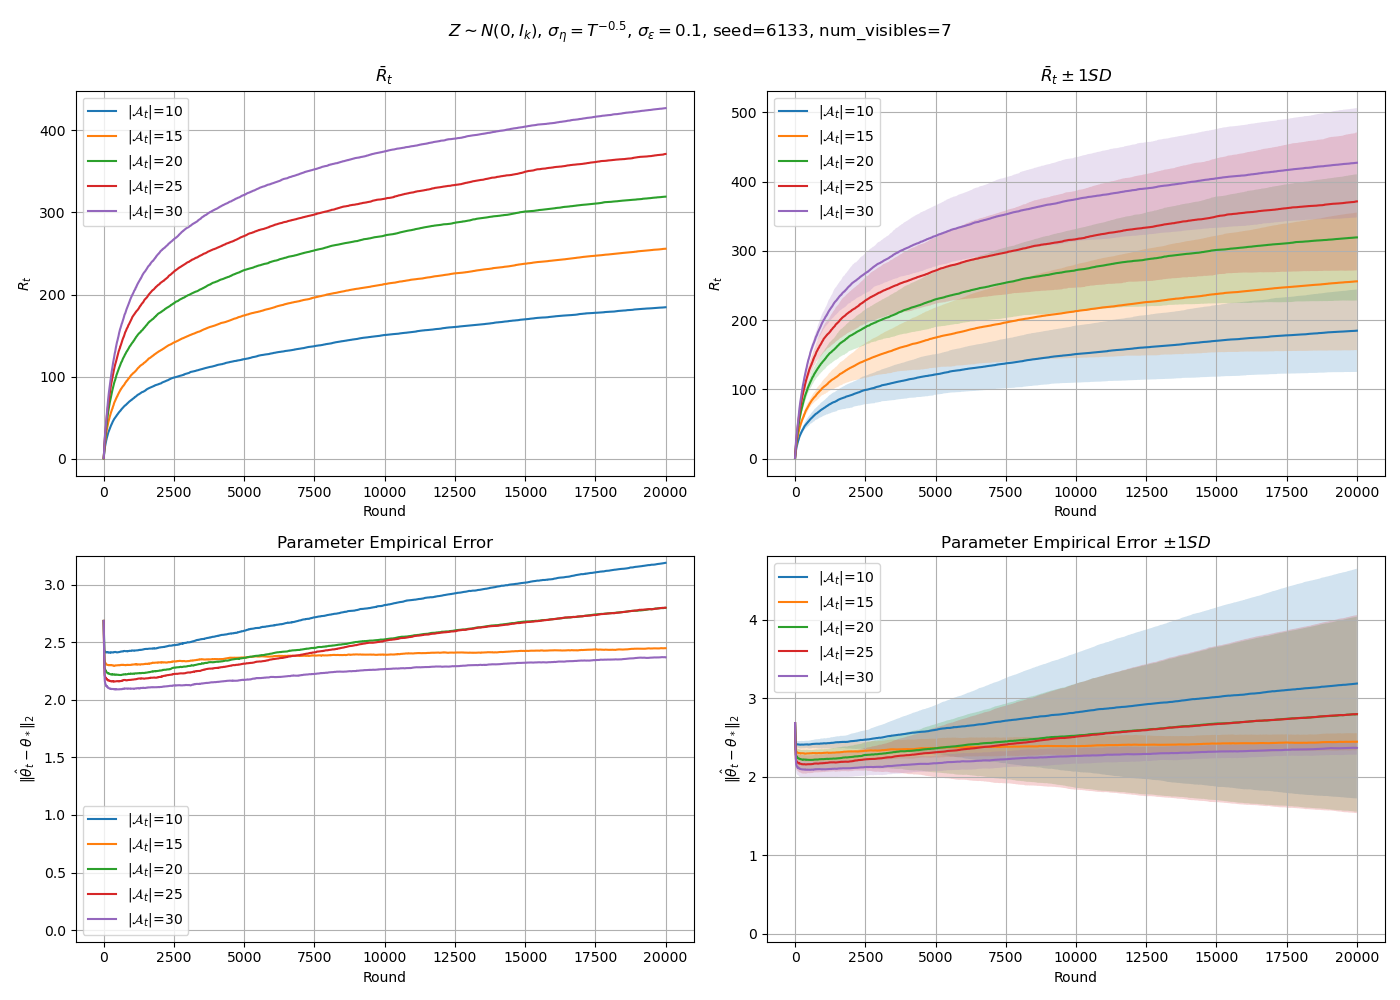 Z ∼ N(0, I_k), σ_η = T^{−0.5}, σ_ε = 0.1, seed=6133, num_visibles=7
R̄_t
R_t
400
300
200
100
0
|𝒜_t|=10
|𝒜_t|=15
|𝒜_t|=20
|𝒜_t|=25
|𝒜_t|=30
0 2500 5000 7500 10000 12500 15000 17500 20000
Round
R̄_t ± 1SD
R_t
500
400
300
200
100
0
|𝒜_t|=10
|𝒜_t|=15
|𝒜_t|=20
|𝒜_t|=25
|𝒜_t|=30
0 2500 5000 7500 10000 12500 15000 17500 20000
Round
Parameter Empirical Error
‖θ̂_t − θ_*‖_2
3.0
2.5
2.0
1.5
1.0
0.5
0.0
|𝒜_t|=10
|𝒜_t|=15
|𝒜_t|=20
|𝒜_t|=25
|𝒜_t|=30
0 2500 5000 7500 10000 12500 15000 17500 20000
Round
Parameter Empirical Error ±1SD
‖θ̂_t − θ_*‖_2
4
3
2
1
0
|𝒜_t|=10
|𝒜_t|=15
|𝒜_t|=20
|𝒜_t|=25
|𝒜_t|=30
0 2500 5000 7500 10000 12500 15000 17500 20000
Round